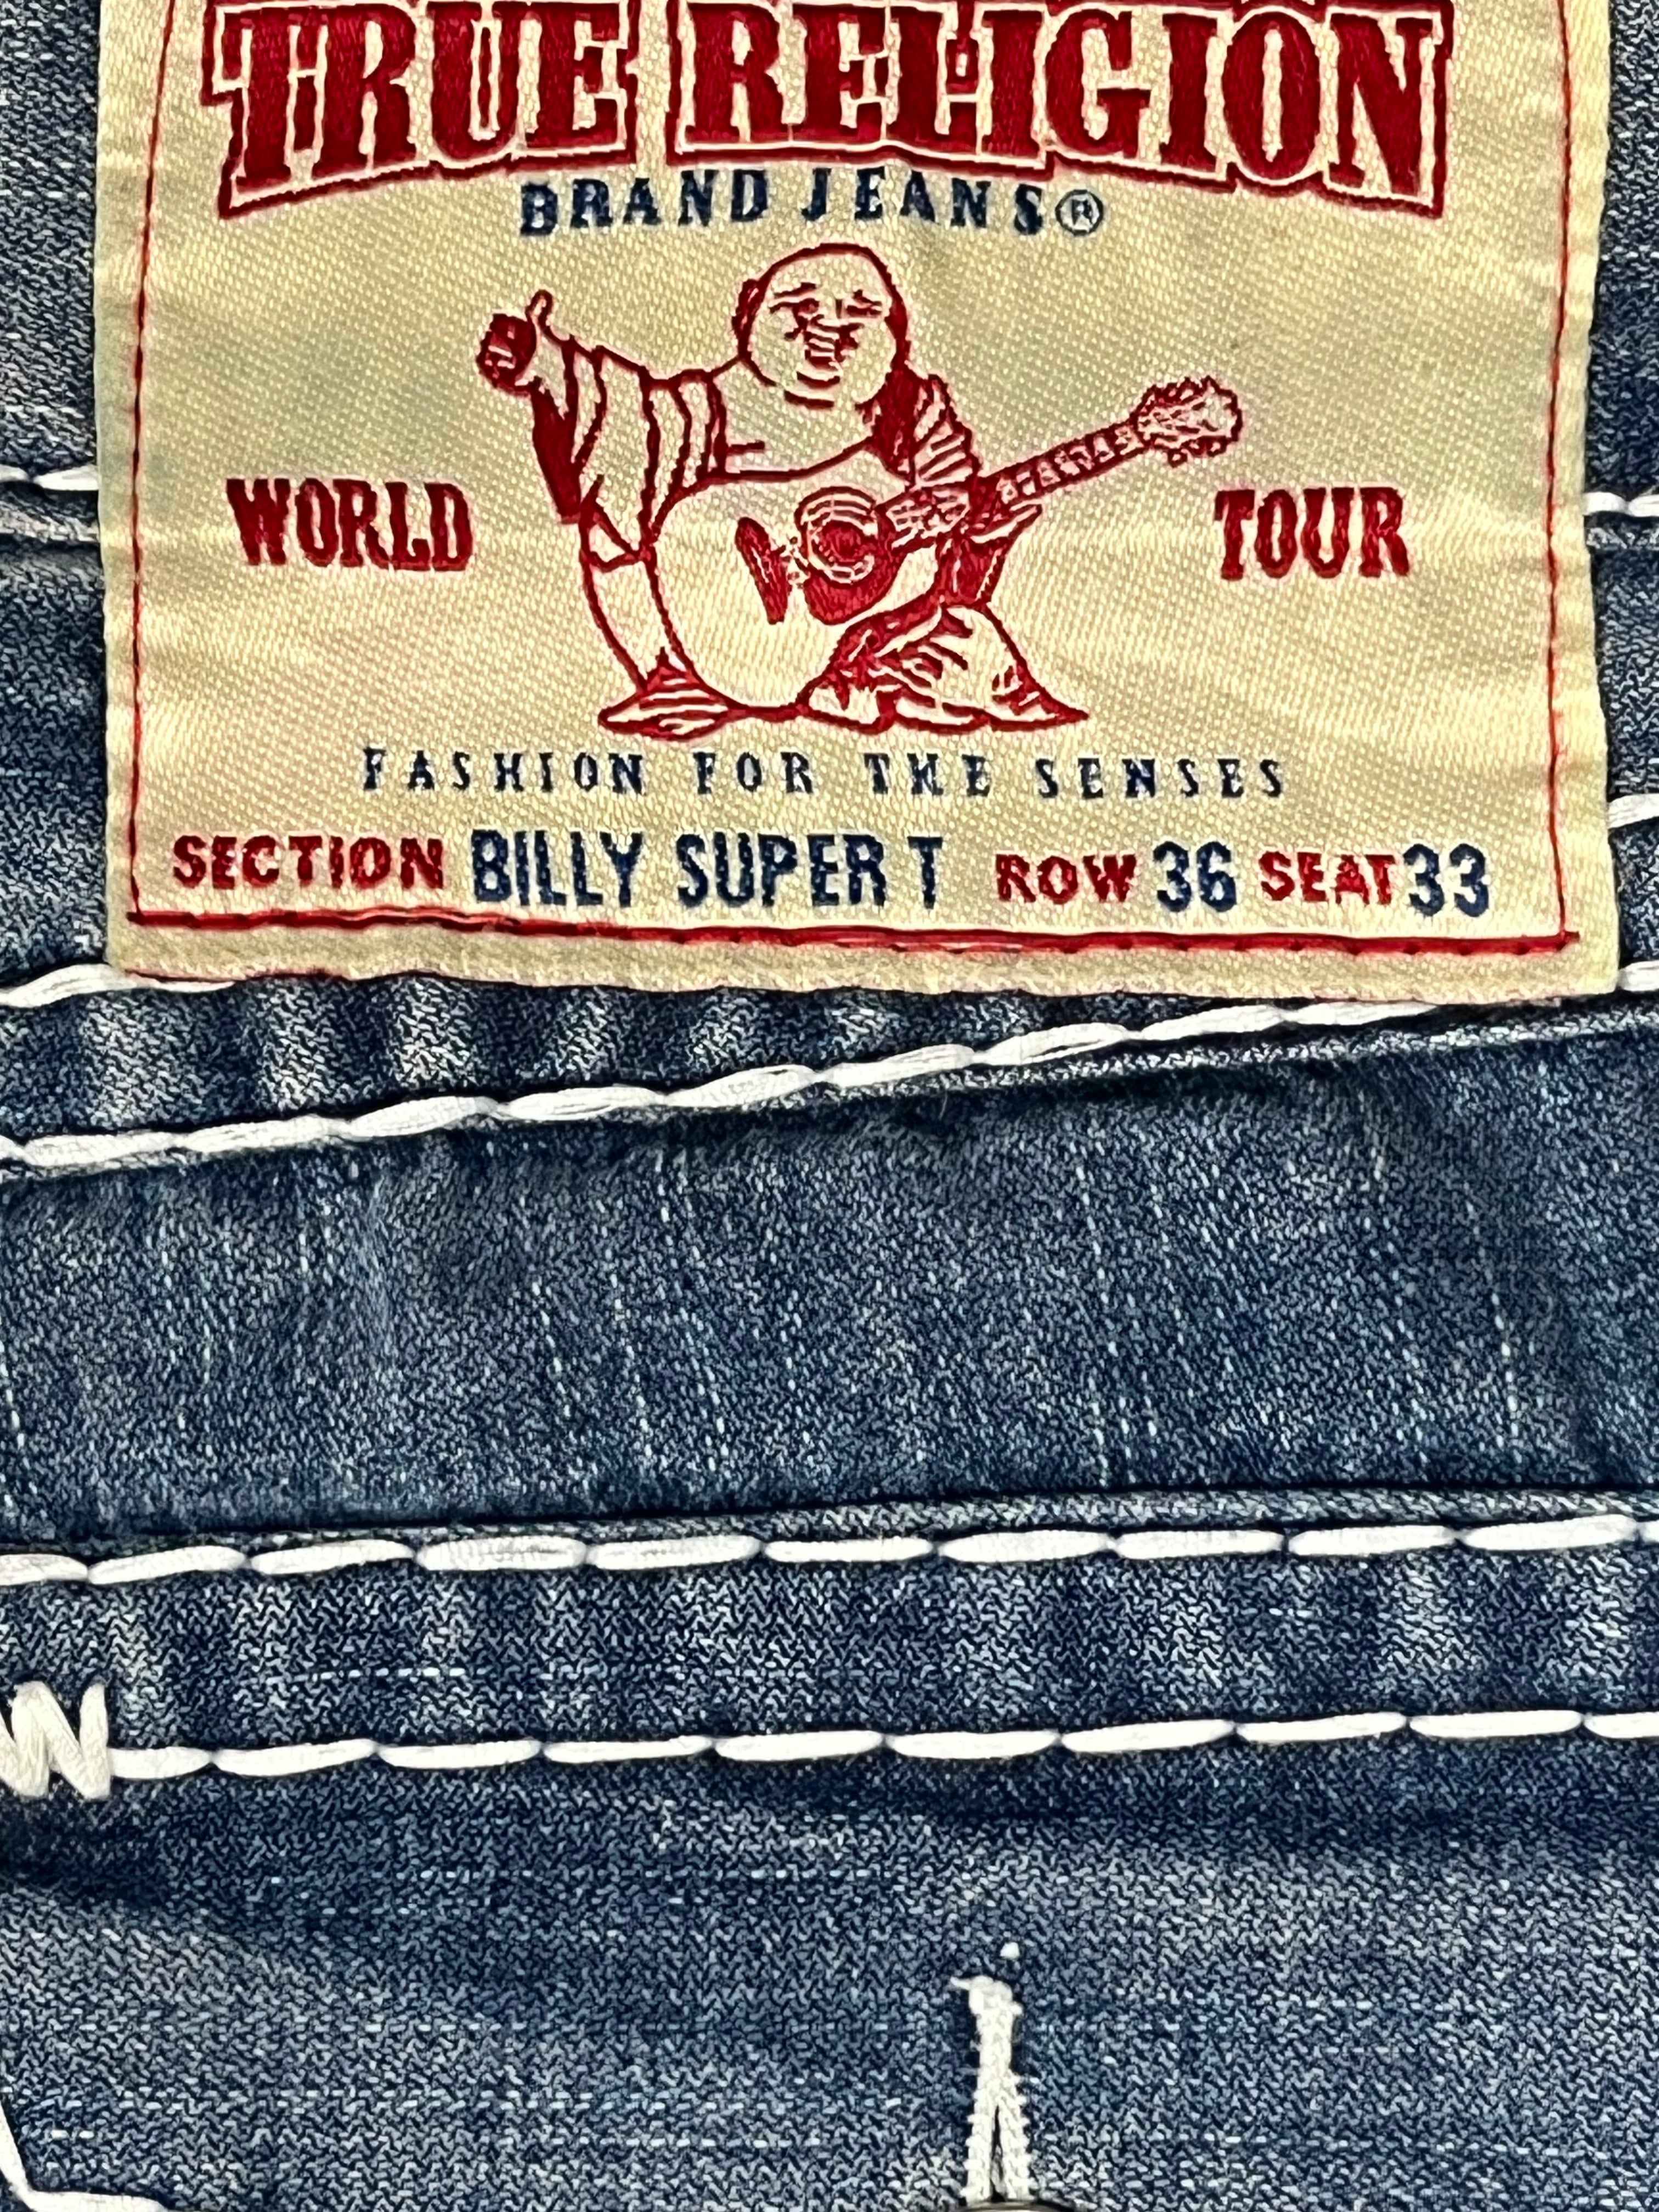 TRUE RELIGION
BRAND JEANS®
WORLD TOUR
FASHION FOR THE SENSES
SECTION BILLY SUPER T ROW 36 SEAT 33